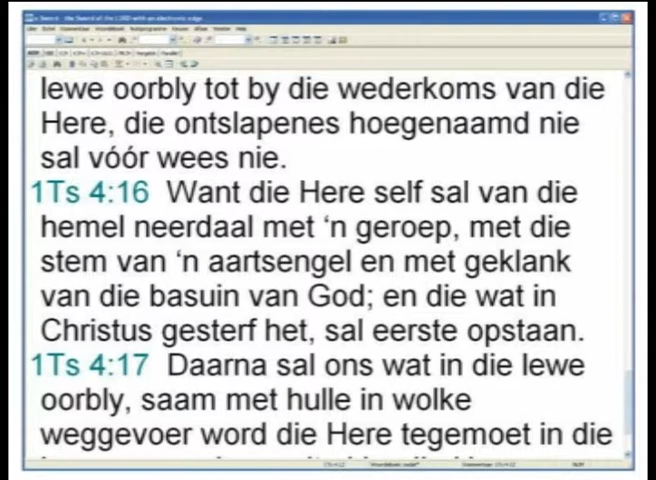 lewe oorbly tot by die wederkoms van die
Here, die ontslapenes hoegenaamd nie
sal vóór wees nie.
1Ts 4:16 Want die Here self sal van die
hemel neerdaal met ‘n geroep, met die
stem van ‘n aartsengel en met geklank
van die basuin van God; en die wat in
Christus gesterf het, sal eerste opstaan.
1Ts 4:17 Daarna sal ons wat in die lewe
oorbly, saam met hulle in wolke
weggevoer word die Here tegemoet in die